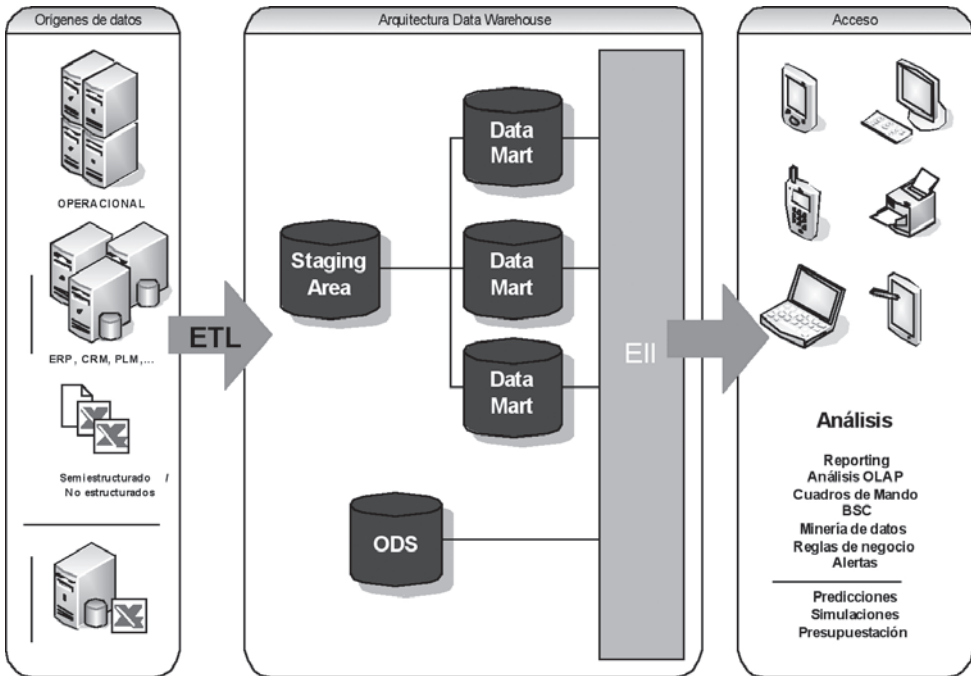 Orígenes de datos
OPERACIONAL
ERP, CRM, PLM,...
Semiestructurado /
No estructurados
ETL
Arquitectura Data Warehouse
Staging
Area
Data
Mart
Data
Mart
Data
Mart
ODS
EII
Acceso
Análisis
Reporting
Análisis OLAP
Cuadros de Mando
BSC
Minería de datos
Reglas de negocio
Alertas
Predicciones
Simulaciones
Presupuestación